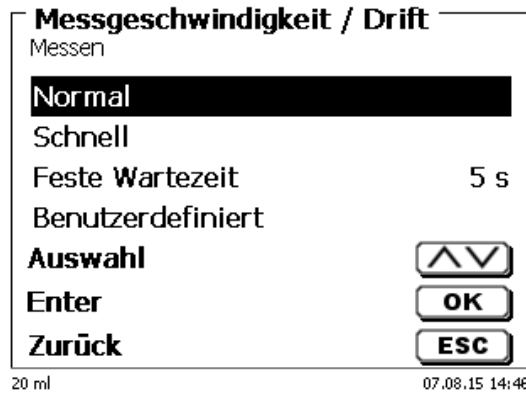 Messgeschwindigkeit / Drift
Messen
Normal
Schnell
Feste Wartezeit 5 s
Benutzerdefiniert
Auswahl
Enter OK
Zurück ESC
20 ml 07.08.15 14:48